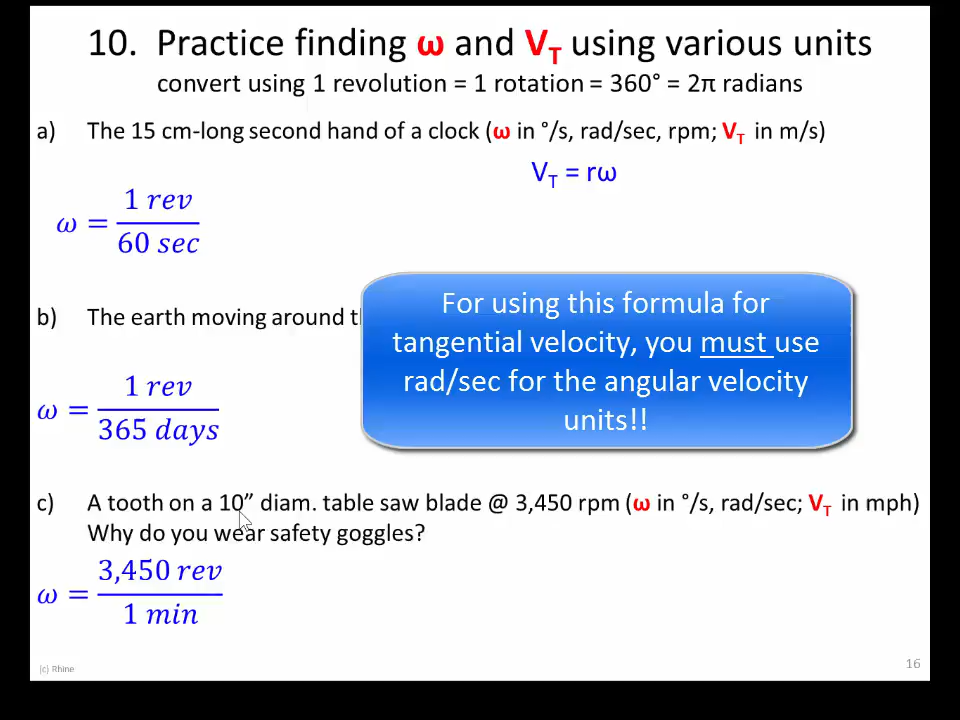 10. Practice finding ω and V_T using various units
convert using 1 revolution = 1 rotation = 360° = 2π radians
a) The 15 cm-long second hand of a clock (ω in °/s, rad/sec, rpm; V_T in m/s)
V_T = rω
ω = 1 rev / 60 sec
b) The earth moving around
For using this formula for
tangential velocity, you must use
rad/sec for the angular velocity
units!!
ω = 1 rev / 365 days
c) A tooth on a 10” diam. table saw blade @ 3,450 rpm (ω in °/s, rad/sec; V_T in mph)
Why do you wear safety goggles?
ω = 3,450 rev / 1 min
(c) Rhine
16